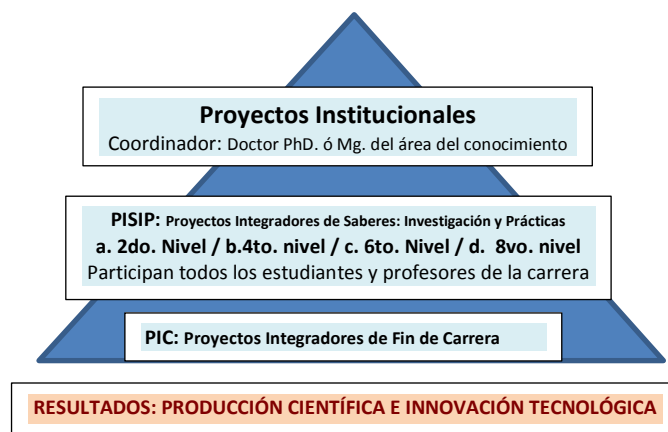 Proyectos Institucionales
Coordinador: Doctor PhD. ó Mg. del área del conocimiento
PISIP: Proyectos Integradores de Saberes: Investigación y Prácticas
a. 2do. Nivel / b.4to. nivel / c. 6to. Nivel / d. 8vo. nivel
Participan todos los estudiantes y profesores de la carrera
PIC: Proyectos Integradores de Fin de Carrera
RESULTADOS: PRODUCCIÓN CIENTÍFICA E INNOVACIÓN TECNOLÓGICA